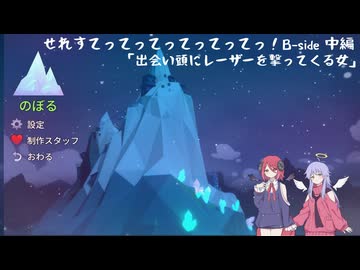 せれすてってってってってってっ！B-side 中編
「出会い頭にレーザーを撃ってくる女」
のぼる
設定
制作スタッフ
おわる